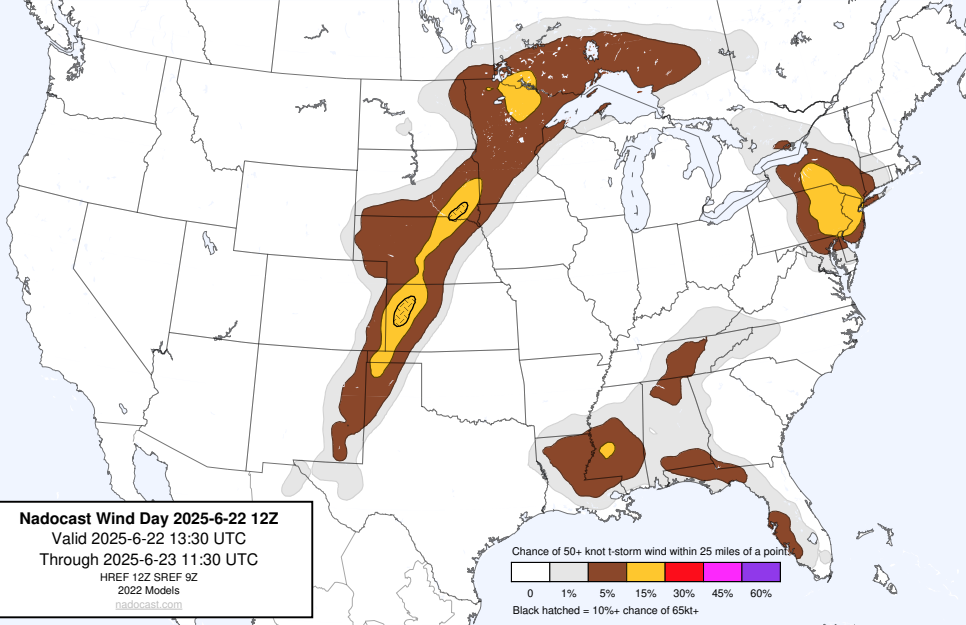 Nadocast Wind Day 2025-6-22 12Z
Valid 2025-6-22 13:30 UTC
Through 2025-6-23 11:30 UTC
HREF 12Z SREF 9Z
2022 Models
nadocast.com
Chance of 50+ knot t-storm wind within 25 miles of a point.
0 1% 5% 15% 30% 45% 60%
Black hatched = 10%+ chance of 65kt+